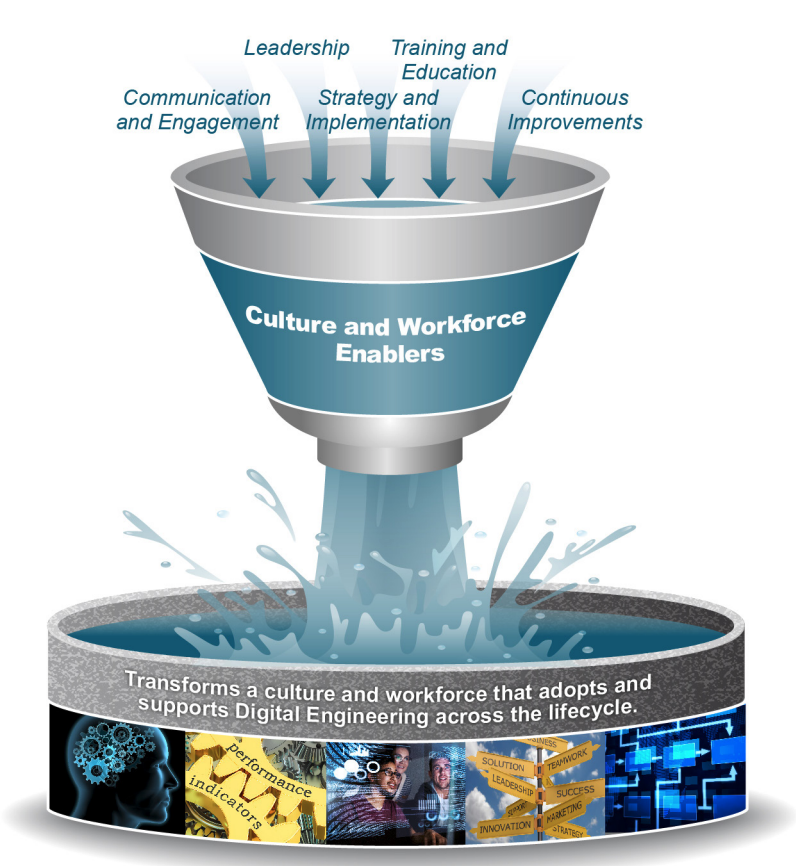 Leadership
Training and
Education
Communication
and Engagement
Strategy and
Implementation
Continuous
Improvements
Culture and Workforce
Enablers
Transforms a culture and workforce that adopts and
supports Digital Engineering across the lifecycle.
performance
indicators
SOLUTION
TEAMWORK
LEADERSHIP
SUCCESS
SUPPORT
MARKETING
INNOVATION
STRATEGY